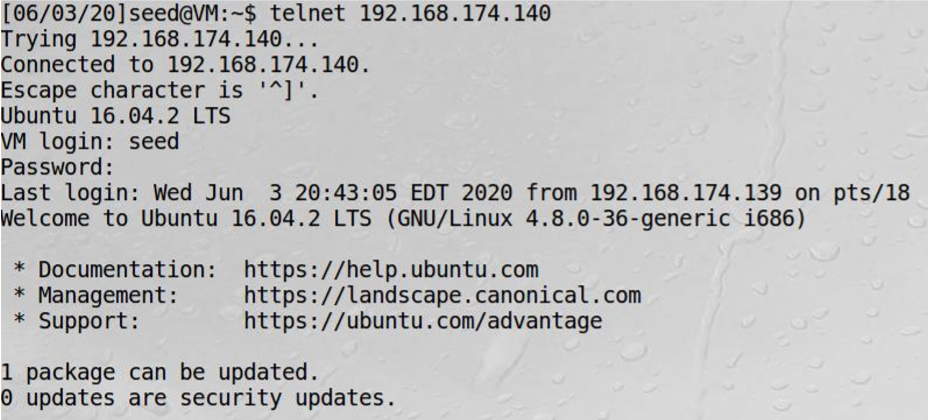 [06/03/20]seed@VM:~$ telnet 192.168.174.140
Trying 192.168.174.140...
Connected to 192.168.174.140.
Escape character is '^]'.
Ubuntu 16.04.2 LTS
VM login: seed
Password:
Last login: Wed Jun  3 20:43:05 EDT 2020 from 192.168.174.139 on pts/18
Welcome to Ubuntu 16.04.2 LTS (GNU/Linux 4.8.0-36-generic i686)

 * Documentation:  https://help.ubuntu.com
 * Management:     https://landscape.canonical.com
 * Support:        https://ubuntu.com/advantage

1 package can be updated.
0 updates are security updates.